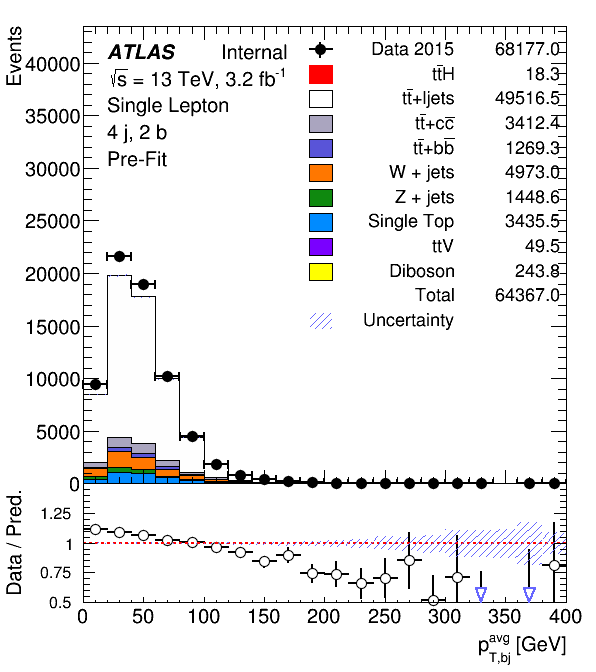 Events
40000
35000
30000
25000
20000
15000
10000
5000
0
ATLAS Internal
√s = 13 TeV, 3.2 fb⁻¹
Single Lepton
4 j, 2 b
Pre-Fit
Data 2015 68177.0
tt̄H 18.3
tt̄+ljets 49516.5
tt̄+cc̄ 3412.4
tt̄+bb̄ 1269.3
W + jets 4973.0
Z + jets 1448.6
Single Top 3435.5
ttV 49.5
Diboson 243.8
Total 64367.0
Uncertainty
Data / Pred.
1.25
1
0.75
0.5
0 50 100 150 200 250 300 350 400
p_{T,bj}^{avg} [GeV]